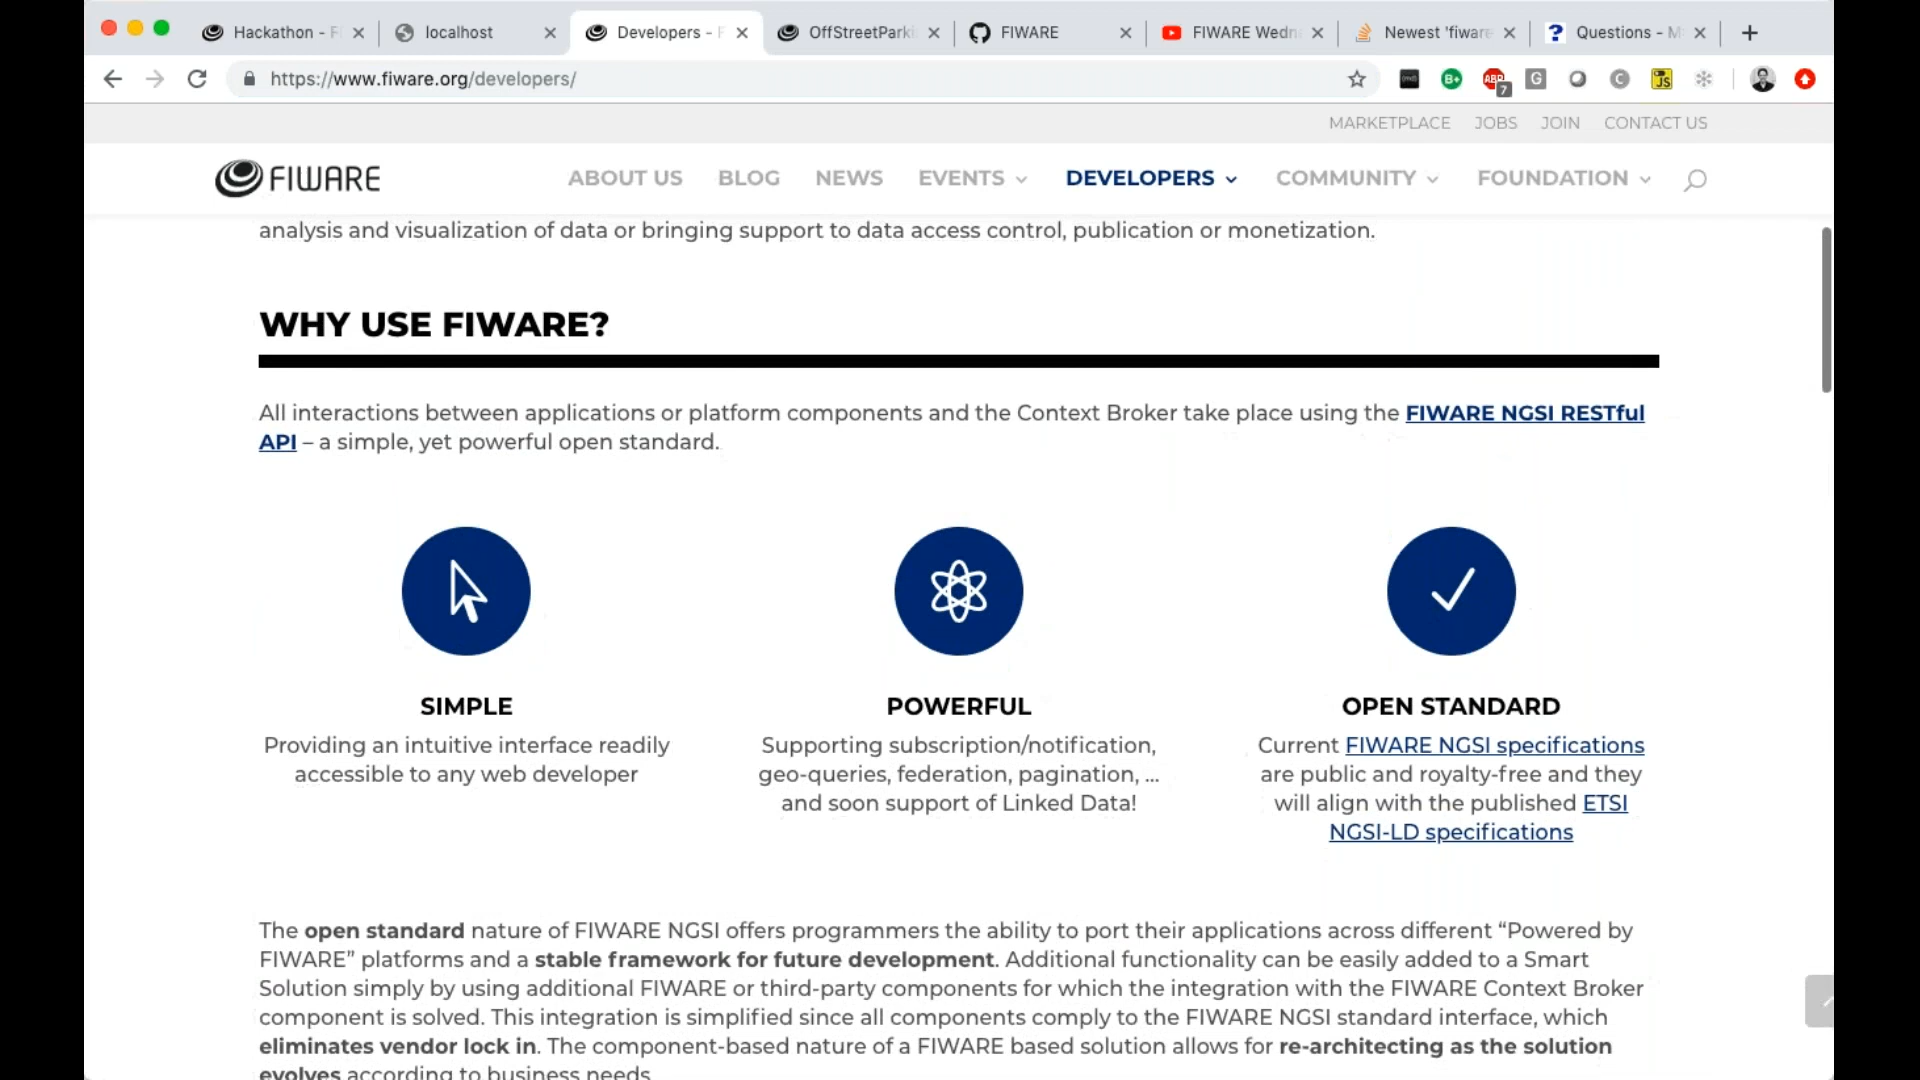 Hackathon - F
localhost
Developers - F
OffStreetParki
FIWARE
FIWARE Wedn
Newest 'fiware
Questions - M
https://www.fiware.org/developers/
B+
ABP
7
G
C
JS
MARKETPLACE JOBS JOIN CONTACT US
FIWARE
ABOUT US BLOG NEWS EVENTS DEVELOPERS COMMUNITY FOUNDATION
analysis and visualization of data or bringing support to data access control, publication or monetization.
WHY USE FIWARE?
All interactions between applications or platform components and the Context Broker take place using the FIWARE NGSI RESTful
API – a simple, yet powerful open standard.
SIMPLE
Providing an intuitive interface readily
accessible to any web developer
POWERFUL
Supporting subscription/notification,
geo-queries, federation, pagination, ...
and soon support of Linked Data!
OPEN STANDARD
Current FIWARE NGSI specifications
are public and royalty-free and they
will align with the published ETSI
NGSI-LD specifications
The open standard nature of FIWARE NGSI offers programmers the ability to port their applications across different “Powered by
FIWARE” platforms and a stable framework for future development. Additional functionality can be easily added to a Smart
Solution simply by using additional FIWARE or third-party components for which the integration with the FIWARE Context Broker
component is solved. This integration is simplified since all components comply to the FIWARE NGSI standard interface, which
eliminates vendor lock in. The component-based nature of a FIWARE based solution allows for re-architecting as the solution
evolves according to business needs.